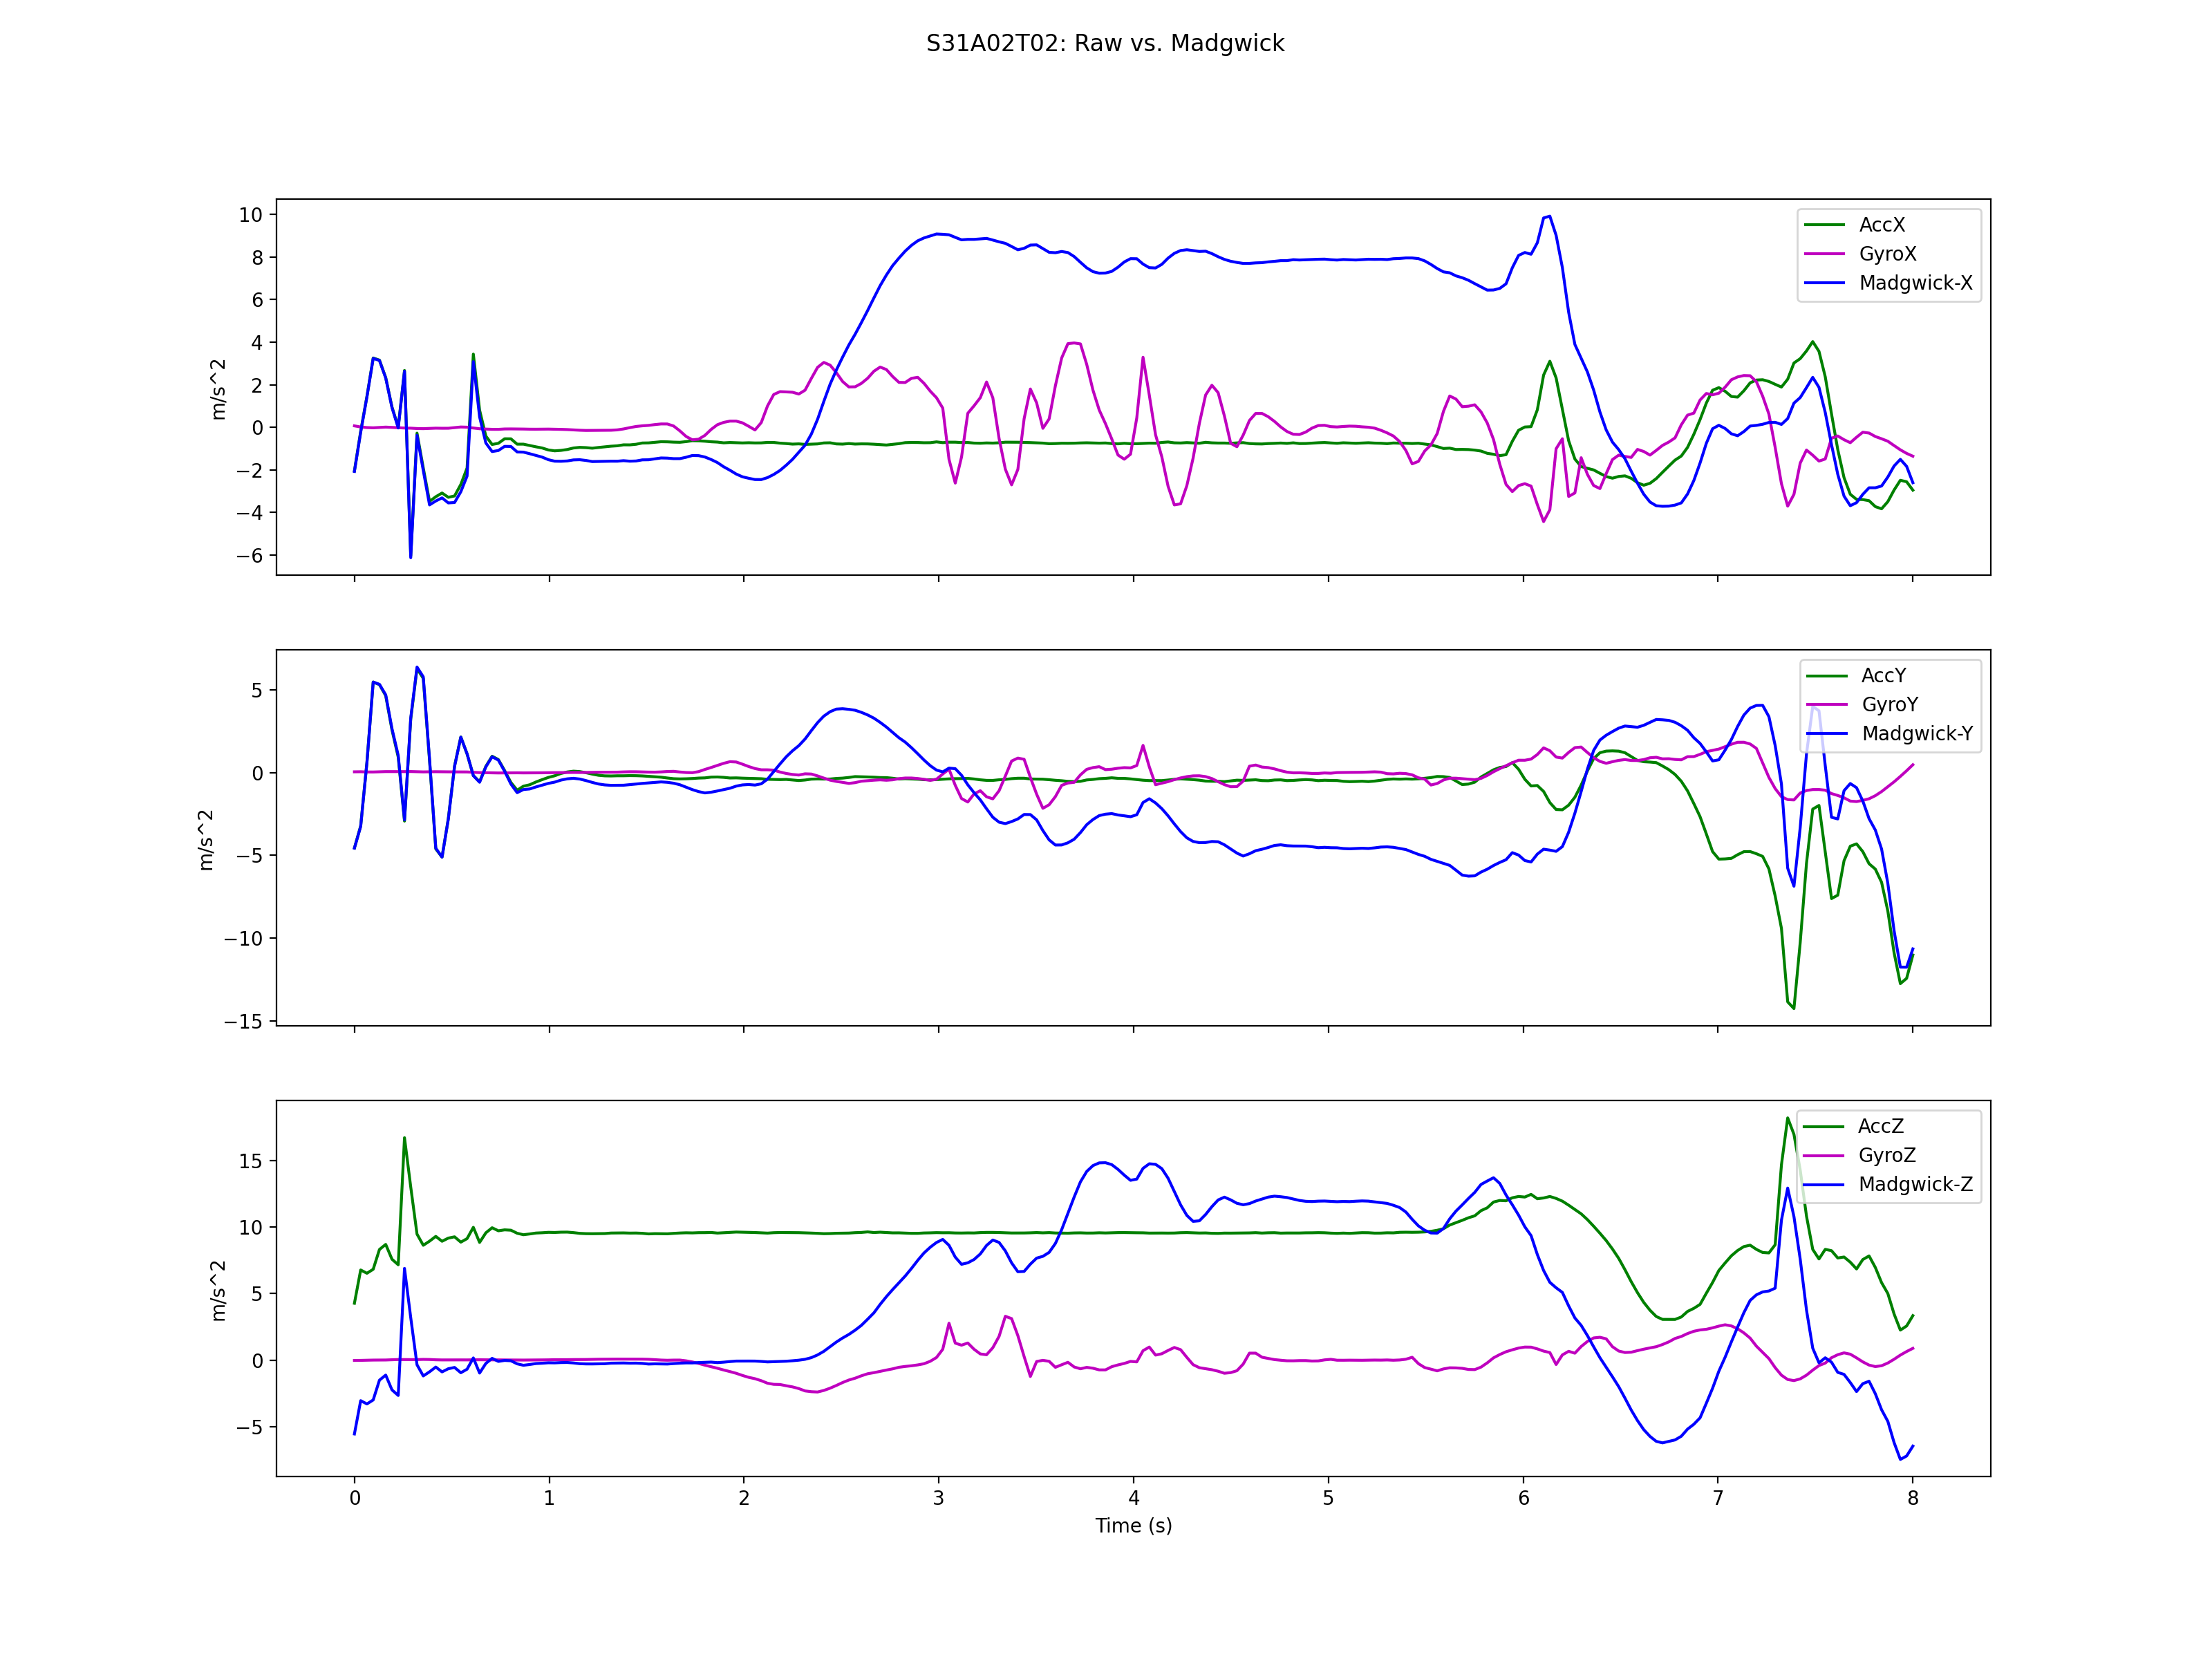 S31A02T02: Raw vs. Madgwick
10
8
6
4
2
0
−2
−4
−6
m/s^2
AccX
GyroX
Madgwick-X
5
0
−5
−10
−15
m/s^2
AccY
GyroY
Madgwick-Y
15
10
5
0
−5
m/s^2
AccZ
GyroZ
Madgwick-Z
0 1 2 3 4 5 6 7 8
Time (s)